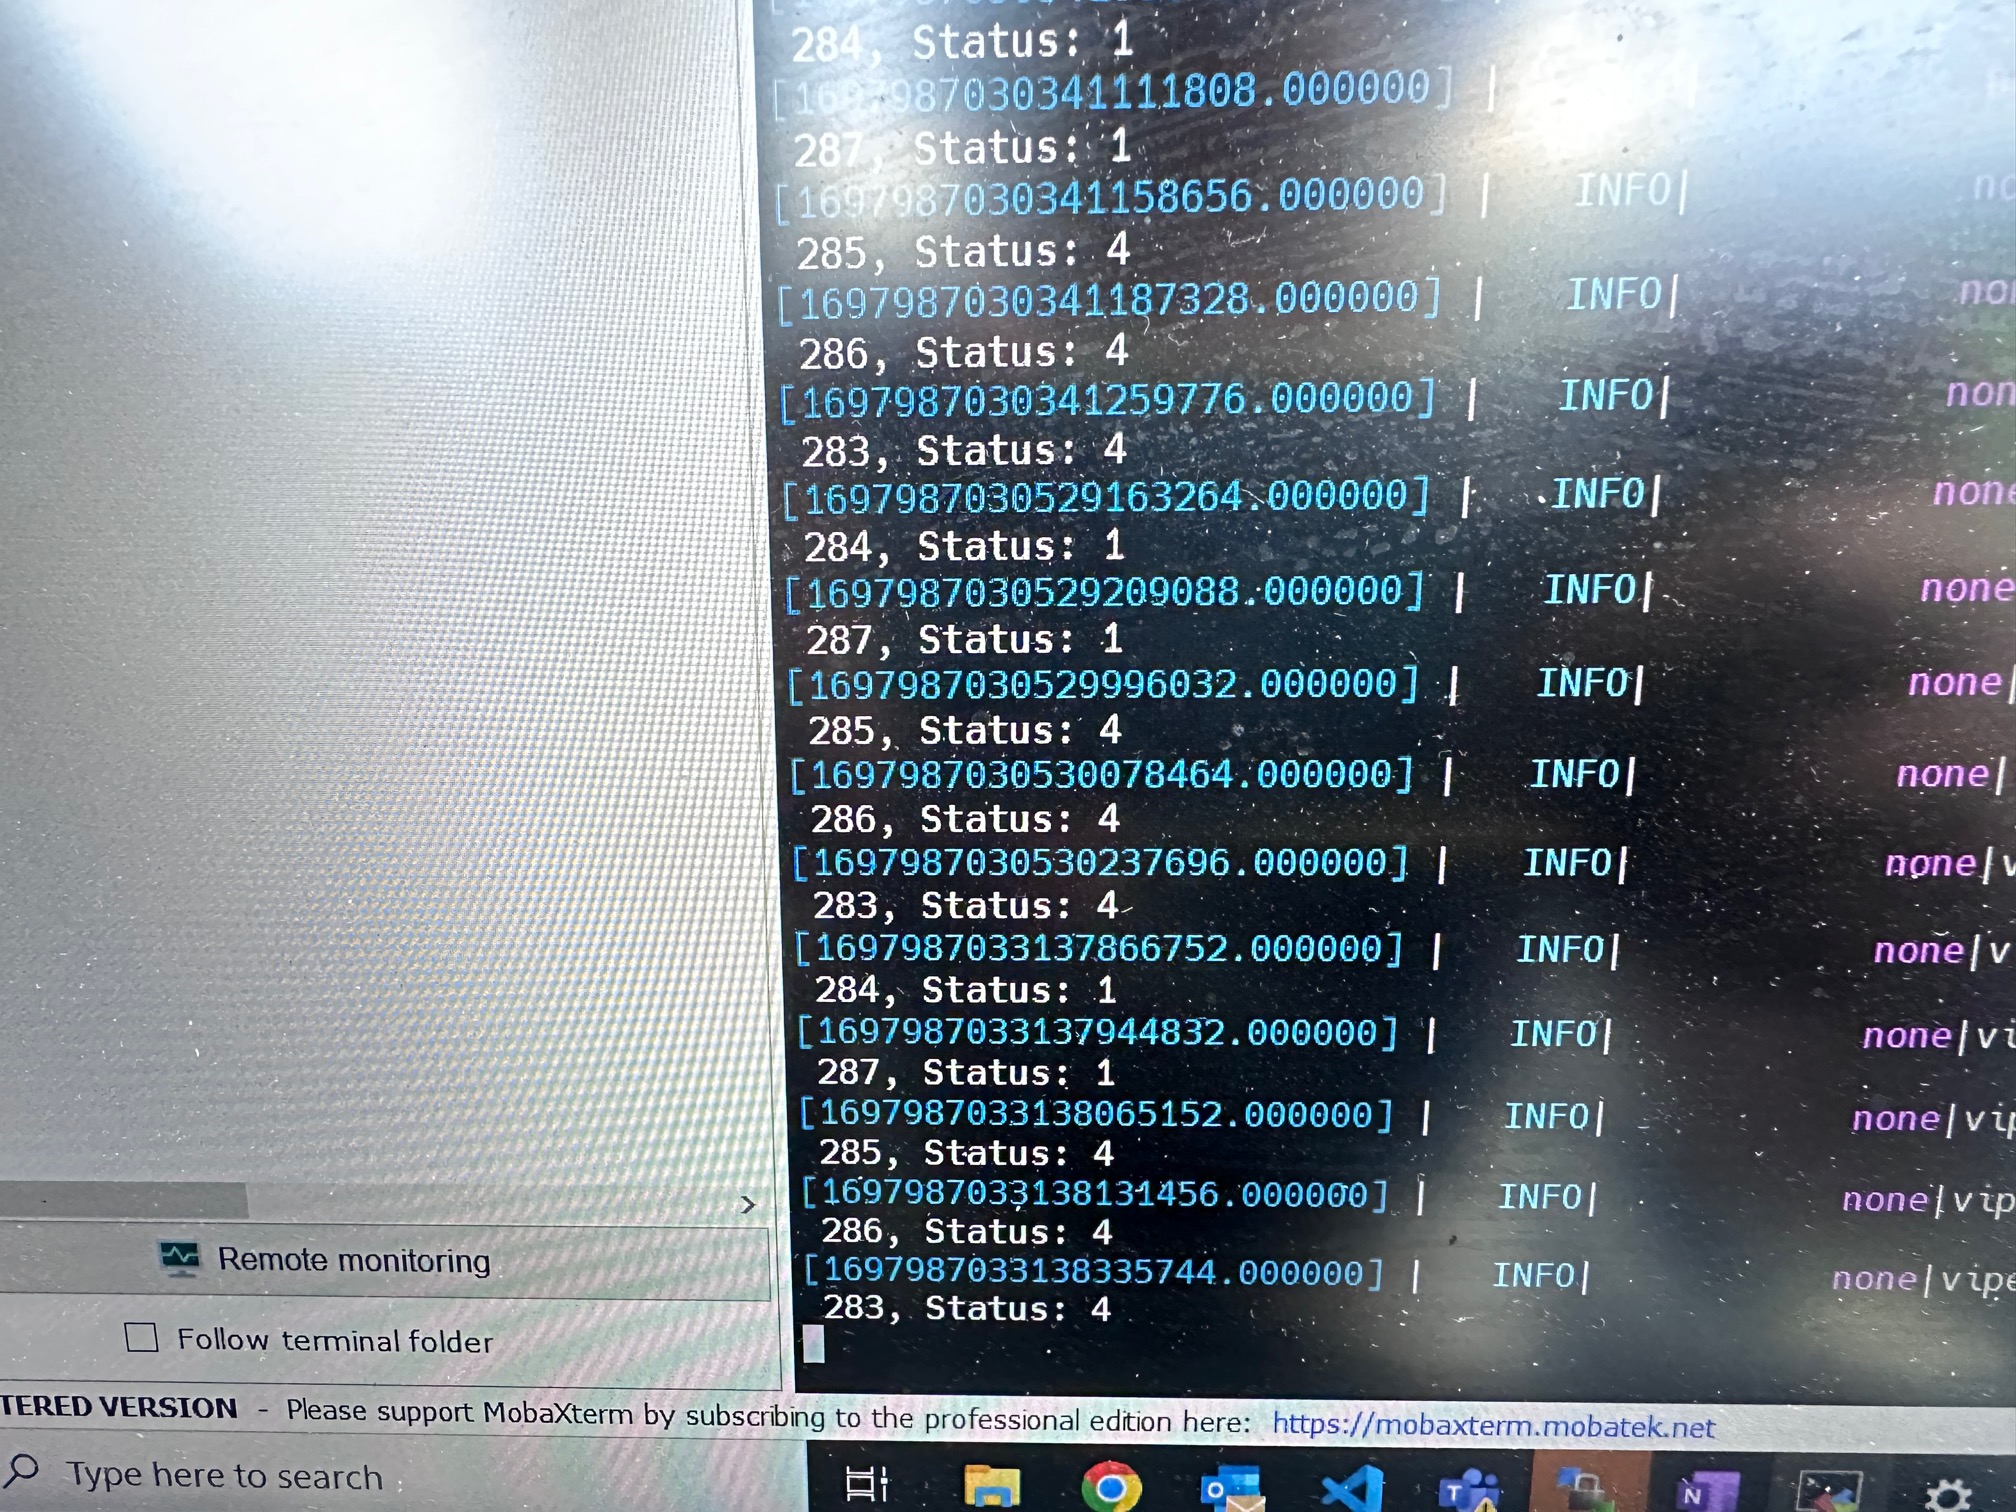 284, Status: 1
[1697987030341111808.000000] |
287, Status: 1
[1697987030341158656.000000] | INFO|
285, Status: 4
[1697987030341187328.000000] | INFO|
286, Status: 4
[1697987030341259776.000000] | INFO| non
283, Status: 4
[1697987030529163264.000000] | INFO| none
284, Status: 1
[1697987030529209088.000000] | INFO| none
287, Status: 1
[1697987030529996032.000000] | INFO| none|
285, Status: 4
[1697987030530078464.000000] | INFO| none|
286, Status: 4
[1697987030530237696.000000] | INFO| none|v
283, Status: 4
[1697987033137866752.000000] | INFO| none|v
284, Status: 1
[1697987033137944832.000000] | INFO| none|vi
287, Status: 1
[1697987033138065152.000000] | INFO| none|vip
285, Status: 4
[1697987033138131456.000000] | INFO| none|vip
286, Status: 4
[1697987033138335744.000000] | INFO| none|vipe
283, Status: 4
Remote monitoring
Follow terminal folder
TERED VERSION - Please support MobaXterm by subscribing to the professional edition here: https://mobaxterm.mobatek.net
Type here to search